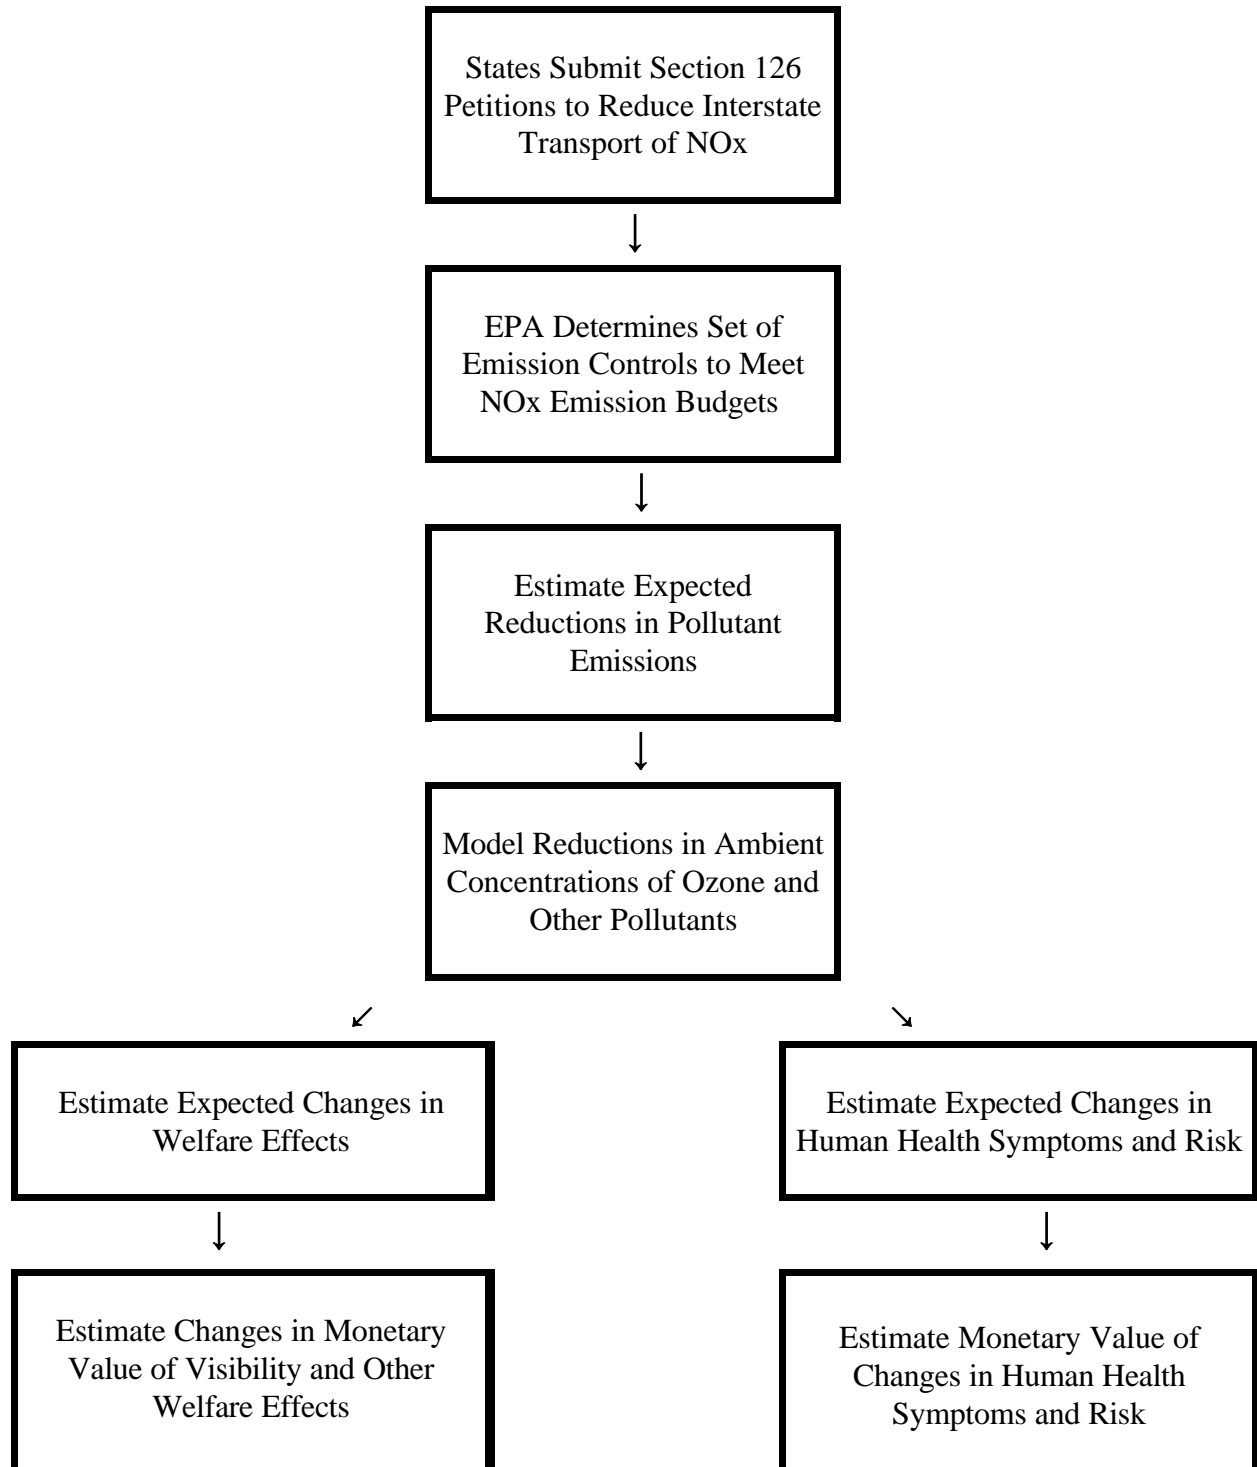 States Submit Section 126
Petitions to Reduce Interstate
Transport of NOx
EPA Determines Set of
Emission Controls to Meet
NOx Emission Budgets
Estimate Expected
Reductions in Pollutant
Emissions
Model Reductions in Ambient
Concentrations of Ozone and
Other Pollutants
Estimate Expected Changes in
Welfare Effects
Estimate Expected Changes in
Human Health Symptoms and Risk
Estimate Changes in Monetary
Value of Visibility and Other
Welfare Effects
Estimate Monetary Value of
Changes in Human Health
Symptoms and Risk